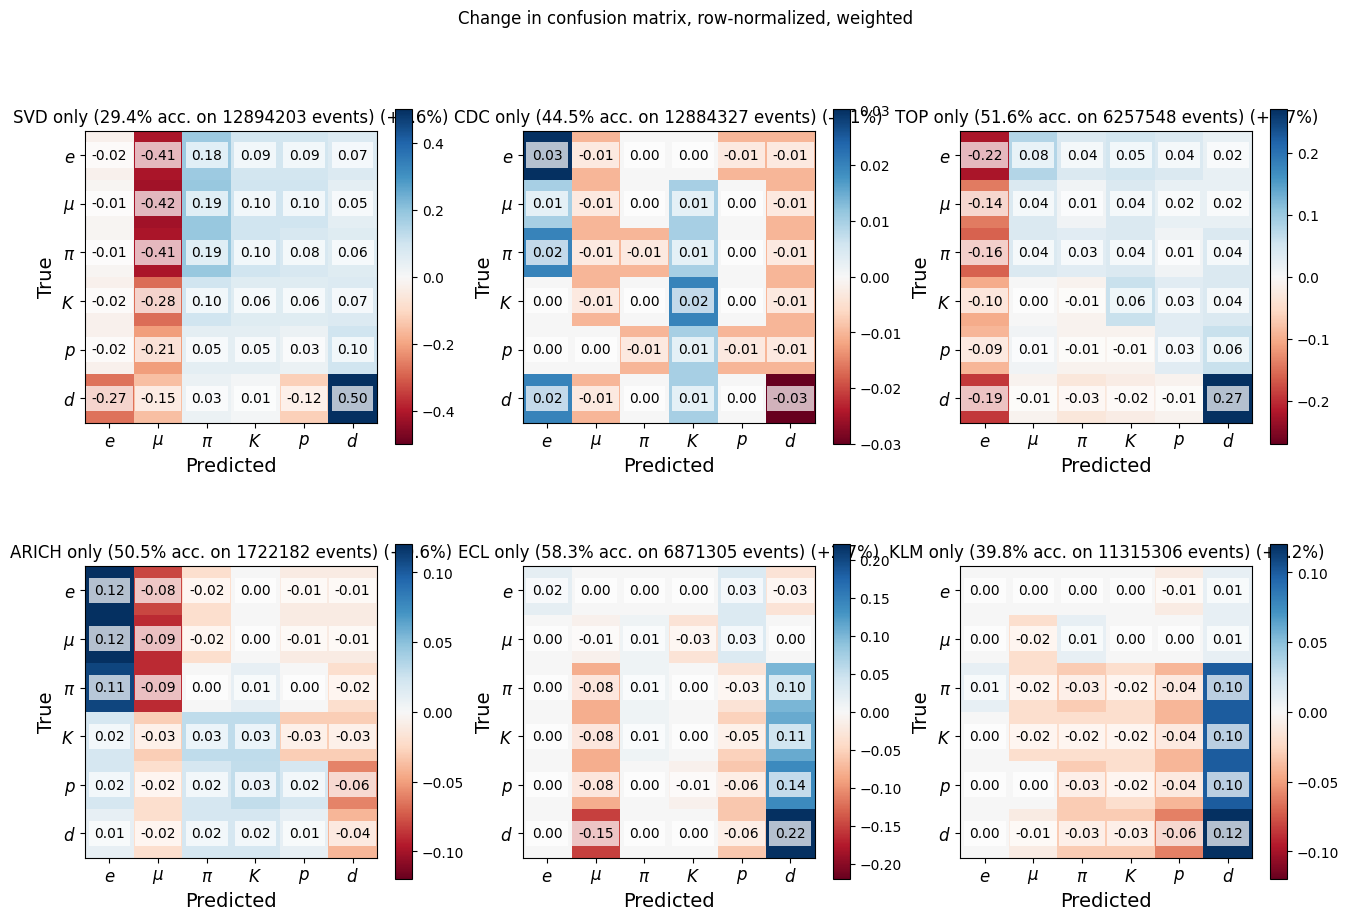 Change in confusion matrix, row-normalized, weighted
SVD only (29.4% acc. on 12894203 events) (+ .6%)
CDC only (44.5% acc. on 12884327 events) (- .1%)
TOP only (51.6% acc. on 6257548 events) (+ .7%)
True
e -0.02 -0.41 0.18 0.09 0.09 0.07
μ -0.01 -0.42 0.19 0.10 0.10 0.05
π -0.01 -0.41 0.19 0.10 0.08 0.06
K -0.02 -0.28 0.10 0.06 0.06 0.07
p -0.02 -0.21 0.05 0.05 0.03 0.10
d -0.27 -0.15 0.03 0.01 -0.12 0.50
e μ π K p d
Predicted
0.4
0.2
0.0
−0.2
−0.4
True
e 0.03 -0.01 0.00 0.00 -0.01 -0.01
μ 0.01 -0.01 0.00 0.01 0.00 -0.01
π 0.02 -0.01 -0.01 0.01 0.00 -0.01
K 0.00 -0.01 0.00 0.02 0.00 -0.01
p 0.00 0.00 -0.01 0.01 -0.01 -0.01
d 0.02 -0.01 0.00 0.01 0.00 -0.03
e μ π K p d
Predicted
0.03
0.02
0.01
0.00
−0.01
−0.02
−0.03
True
e -0.22 0.08 0.04 0.05 0.04 0.02
μ -0.14 0.04 0.01 0.04 0.02 0.02
π -0.16 0.04 0.03 0.04 0.01 0.04
K -0.10 0.00 -0.01 0.06 0.03 0.04
p -0.09 0.01 -0.01 -0.01 0.03 0.06
d -0.19 -0.01 -0.03 -0.02 -0.01 0.27
e μ π K p d
Predicted
0.2
0.1
0.0
−0.1
−0.2
ARICH only (50.5% acc. on 1722182 events) ( .6%)
ECL only (58.3% acc. on 6871305 events) (+ .7%)
KLM only (39.8% acc. on 11315306 events) ( .2%)
True
e 0.12 -0.08 -0.02 0.00 -0.01 -0.01
μ 0.12 -0.09 -0.02 0.00 -0.01 -0.01
π 0.11 -0.09 0.00 0.01 0.00 -0.02
K 0.02 -0.03 0.03 0.03 -0.03 -0.03
p 0.02 -0.02 0.02 0.03 0.02 -0.06
d 0.01 -0.02 0.02 0.02 0.01 -0.04
e μ π K p d
Predicted
0.10
0.05
0.00
−0.05
−0.10
True
e 0.02 0.00 0.00 0.00 0.03 -0.03
μ 0.00 -0.01 0.01 -0.03 0.03 0.00
π 0.00 -0.08 0.01 0.00 -0.03 0.10
K 0.00 -0.08 0.01 0.00 -0.05 0.11
p 0.00 -0.08 0.00 -0.01 -0.06 0.14
d 0.00 -0.15 0.00 0.00 -0.06 0.22
e μ π K p d
Predicted
0.20
0.15
0.10
0.05
0.00
−0.05
−0.10
−0.15
−0.20
True
e 0.00 0.00 0.00 0.00 -0.01 0.01
μ 0.00 -0.02 0.01 0.00 0.00 0.01
π 0.01 -0.02 -0.03 -0.02 -0.04 0.10
K 0.00 -0.02 -0.02 -0.02 -0.04 0.10
p 0.00 0.00 -0.03 -0.02 -0.04 0.10
d 0.00 -0.01 -0.03 -0.03 -0.06 0.12
e μ π K p d
Predicted
0.10
0.05
0.00
−0.05
−0.10